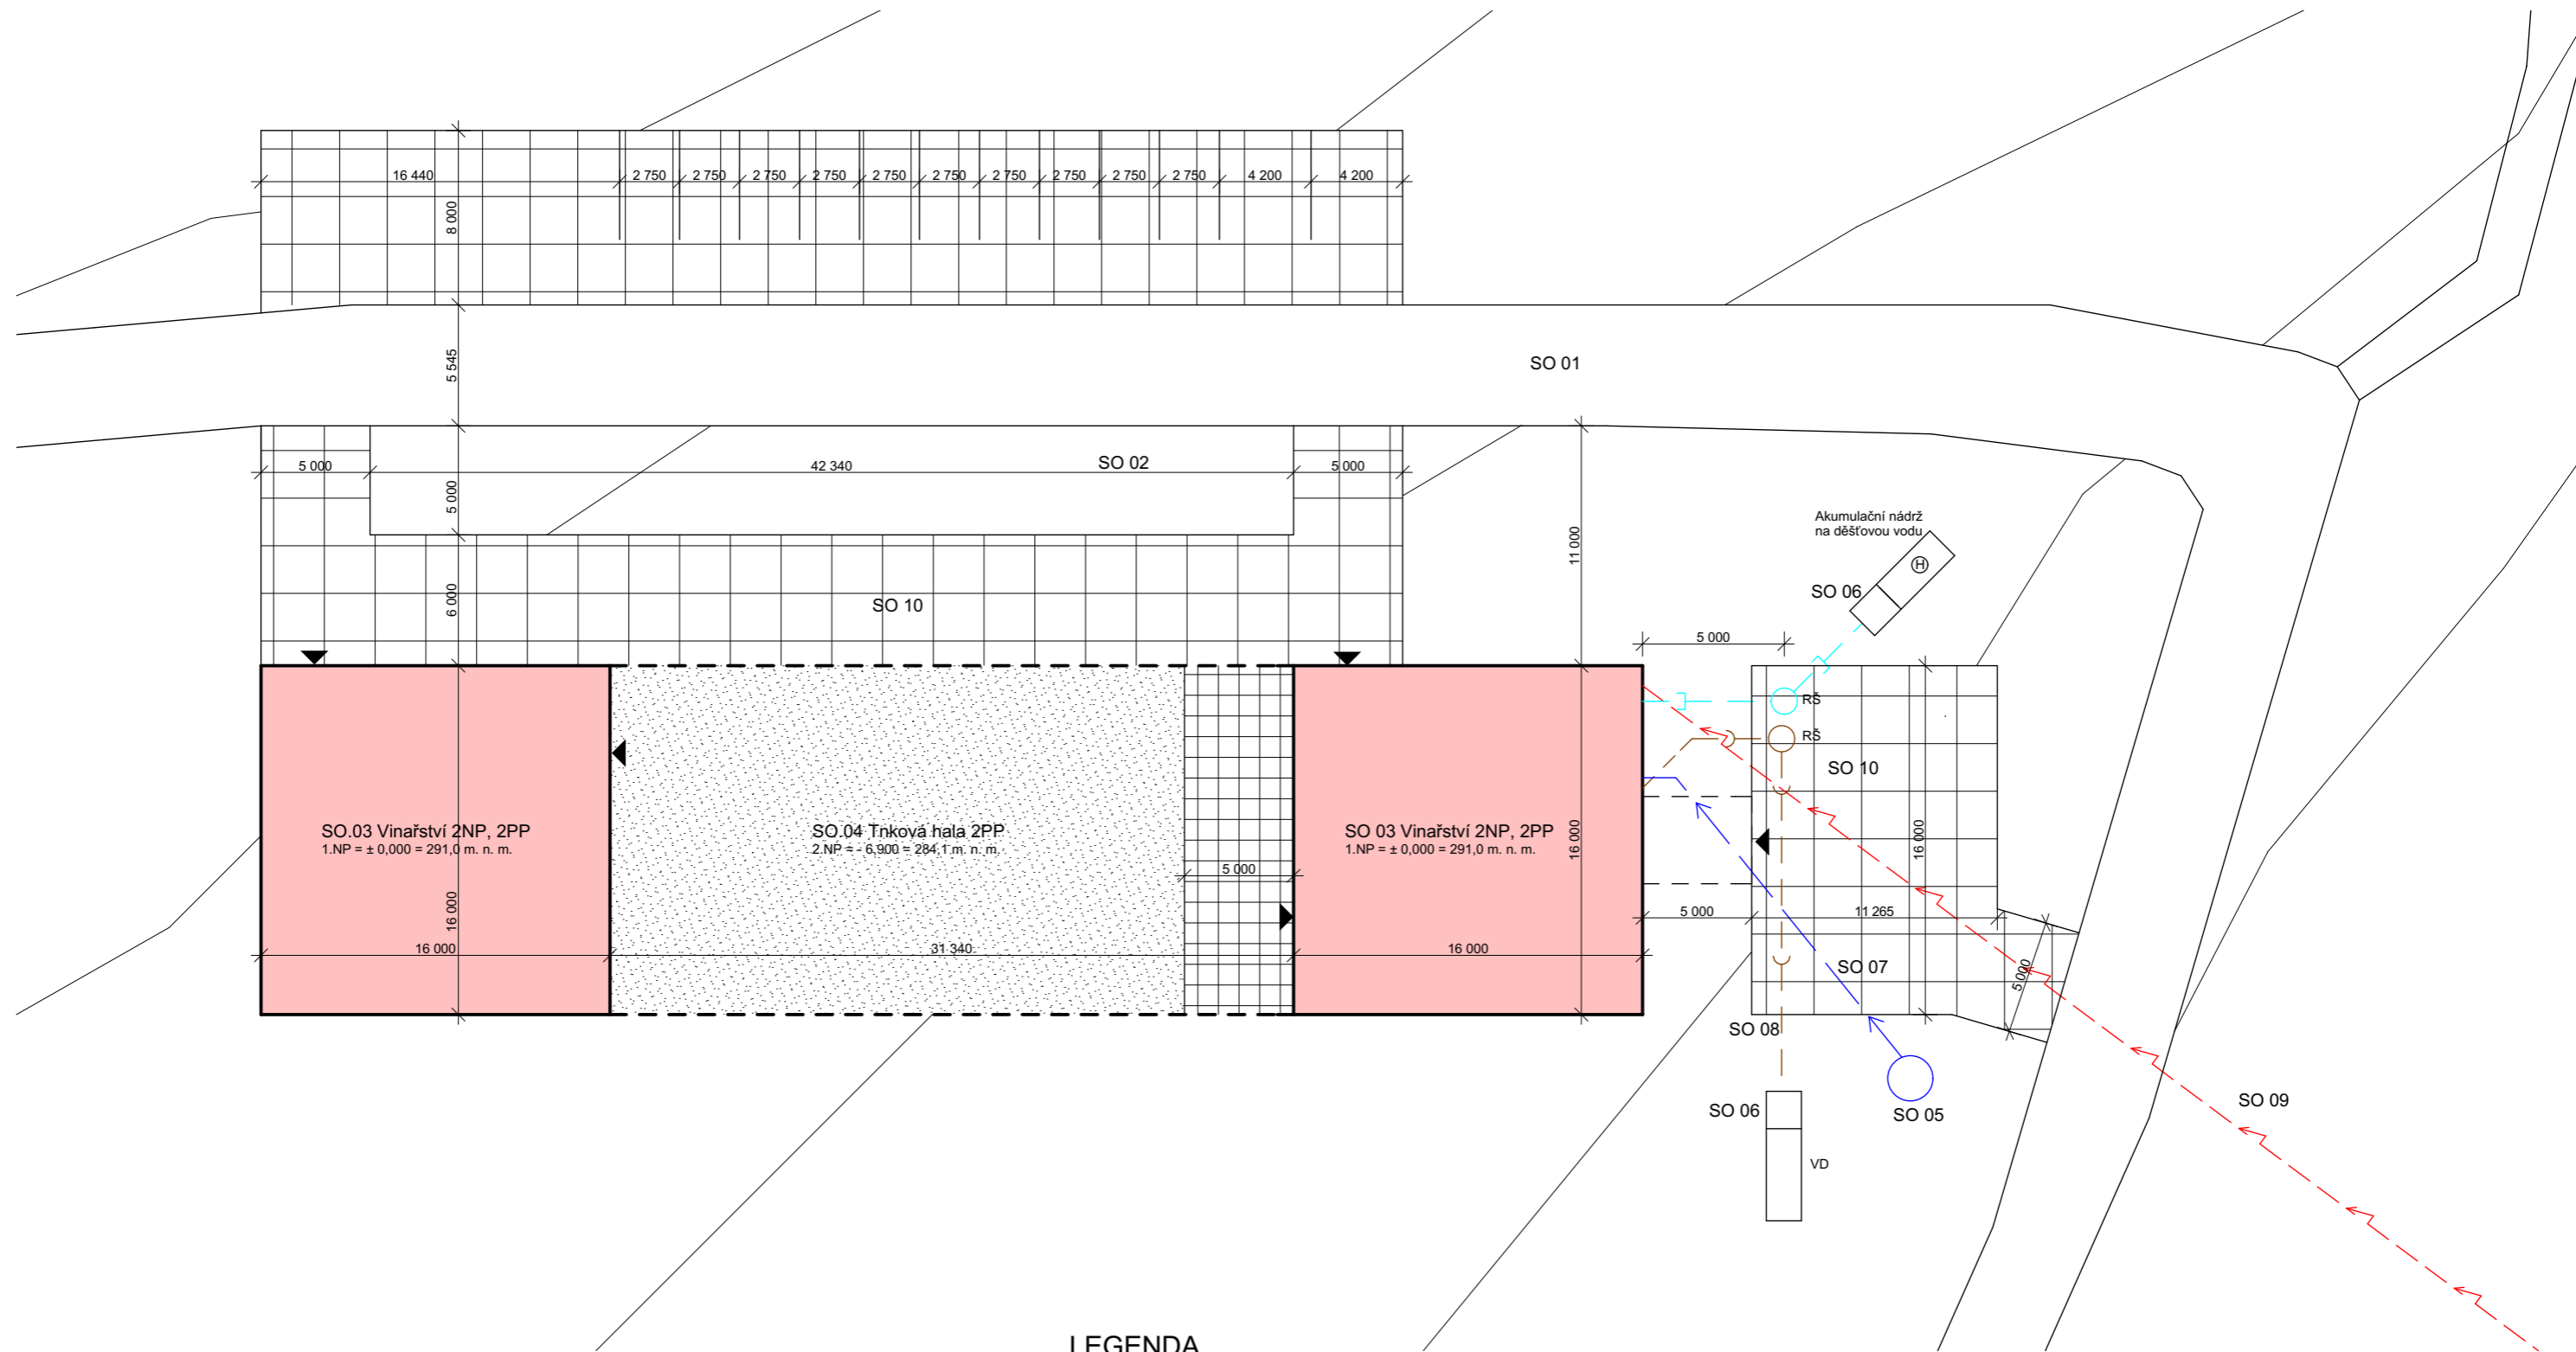 16 440
2 750
2 750
2 750
2 750
2 750
2 750
2 750
2 750
2 750
2 750
4 200
4 200
8 000
5 545
SO 01
5 000
42 340
SO 02
5 000
5 000
11 000
Akumulační nádrž
na děšťovou vodu
H
SO 06
6 000
SO 10
5 000
RŠ
RŠ
SO 10
SO.03 Vinařství 2NP, 2PP
1.NP = ± 0,000 = 291,0 m. n. m.
SO.04 Tnková hala 2PP
2.NP = - 6,900 = 284,1 m. n. m.
SO 03 Vinařství 2NP, 2PP
1.NP = ± 0,000 = 291,0 m. n. m.
16 000
16 000
5 000
16 000
5 000
11 265
16 000
31 340
16 000
SO 07
5 000
SO 08
SO 06
SO 05
SO 09
VD
LEGENDA